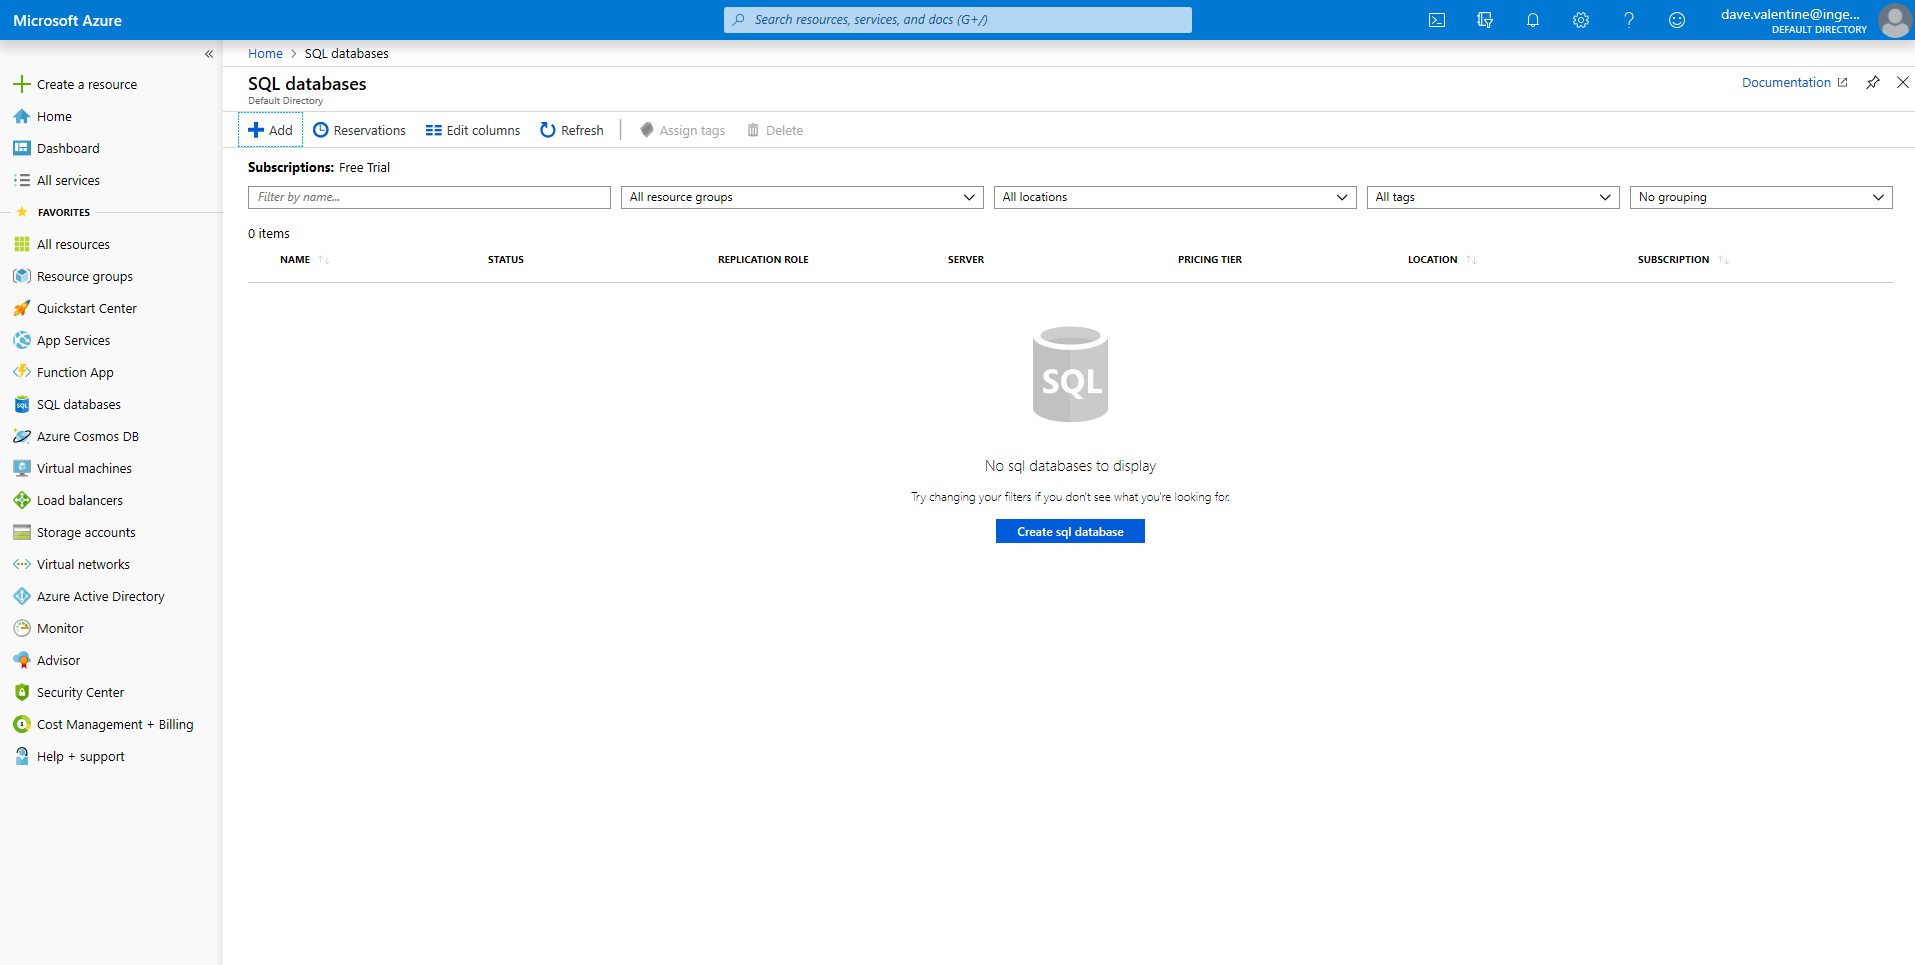 Microsoft Azure
Search resources, services, and docs (G+/)
dave.valentine@inge...
DEFAULT DIRECTORY
Create a resource
Home
Dashboard
All services
FAVORITES
All resources
Resource groups
Quickstart Center
App Services
Function App
SQL databases
Azure Cosmos DB
Virtual machines
Load balancers
Storage accounts
Virtual networks
Azure Active Directory
Monitor
Advisor
Security Center
Cost Management + Billing
Help + support
Home > SQL databases
SQL databases
Default Directory
Documentation
Add Reservations Edit columns Refresh Assign tags Delete
Subscriptions: Free Trial
Filter by name... All resource groups All locations All tags No grouping
0 items
NAME STATUS REPLICATION ROLE SERVER PRICING TIER LOCATION SUBSCRIPTION
SQL
No sql databases to display
Try changing your filters if you don't see what you're looking for.
Create sql database